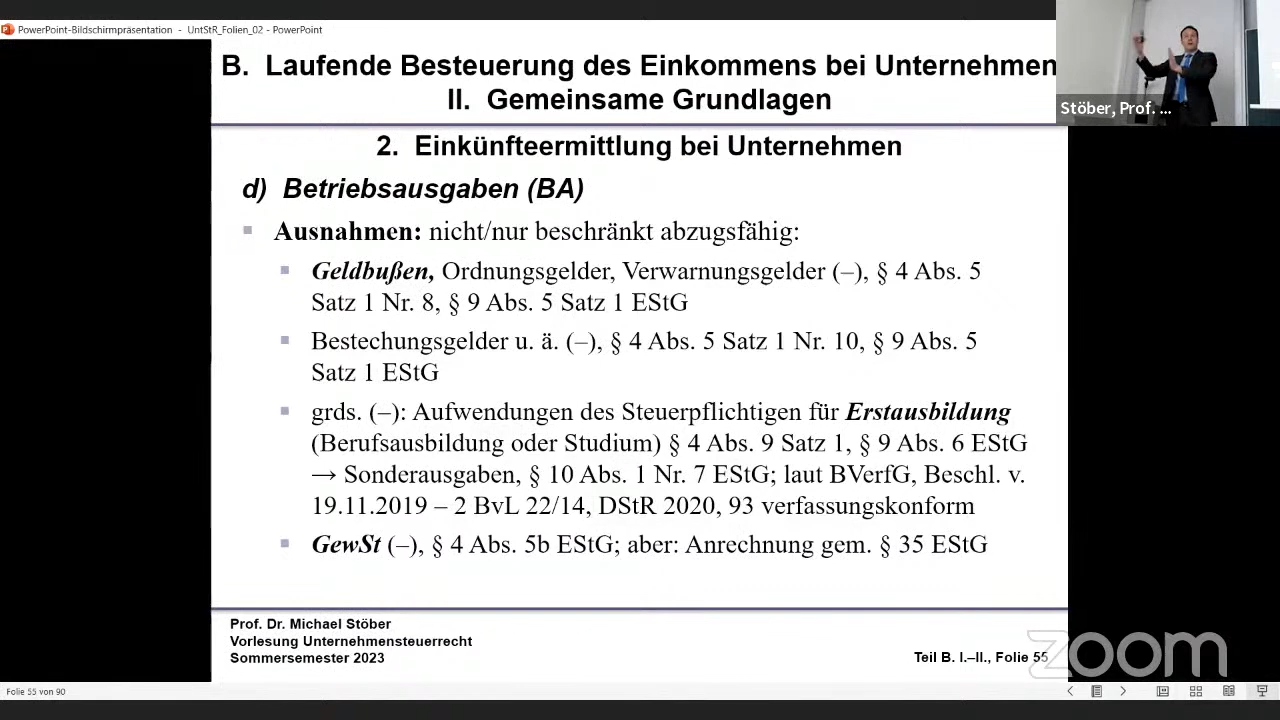 PowerPoint-Bildschirmpräsentation - UntStR_Folien_02 - PowerPoint
B. Laufende Besteuerung des Einkommens bei Unternehmen
II. Gemeinsame Grundlagen
Stöber, Prof. ...
2. Einkünfteermittlung bei Unternehmen
d) Betriebsausgaben (BA)
Ausnahmen: nicht/nur beschränkt abzugsfähig:
Geldbußen, Ordnungsgelder, Verwarnungsgelder (–), § 4 Abs. 5
Satz 1 Nr. 8, § 9 Abs. 5 Satz 1 EStG
Bestechungsgelder u. ä. (–), § 4 Abs. 5 Satz 1 Nr. 10, § 9 Abs. 5
Satz 1 EStG
grds. (–): Aufwendungen des Steuerpflichtigen für Erstausbildung
(Berufsausbildung oder Studium) § 4 Abs. 9 Satz 1, § 9 Abs. 6 EStG
→ Sonderausgaben, § 10 Abs. 1 Nr. 7 EStG; laut BVerfG, Beschl. v.
19.11.2019 – 2 BvL 22/14, DStR 2020, 93 verfassungskonform
GewSt (–), § 4 Abs. 5b EStG; aber: Anrechnung gem. § 35 EStG
Prof. Dr. Michael Stöber
Vorlesung Unternehmensteuerrecht
Sommersemester 2023
Teil B. I.–II., Folie 55
zoom
Folie 55 von 90